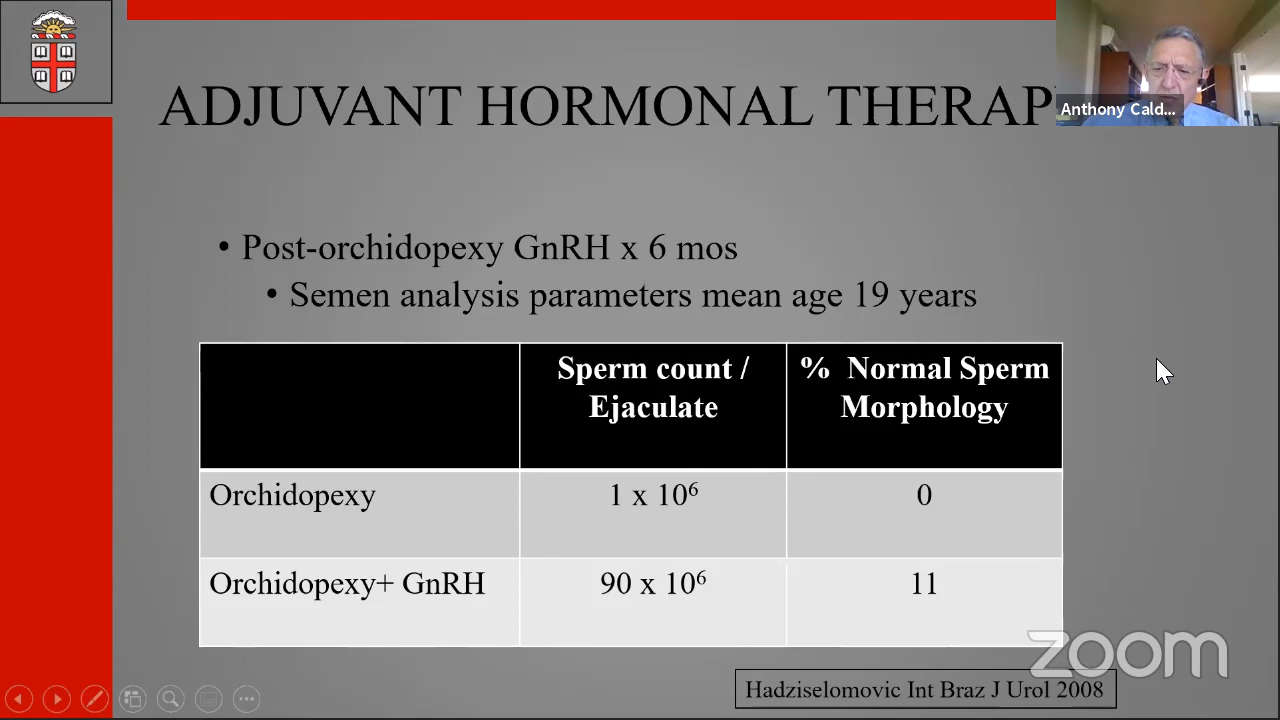 ADJUVANT HORMONAL THERAP
Anthony Cald...
• Post-orchidopexy GnRH x 6 mos
• Semen analysis parameters mean age 19 years
Sperm count /
Ejaculate
% Normal Sperm
Morphology
Orchidopexy
1 x 10⁶
0
Orchidopexy+ GnRH
90 x 10⁶
11
zoom
Hadziselomovic Int Braz J Urol 2008